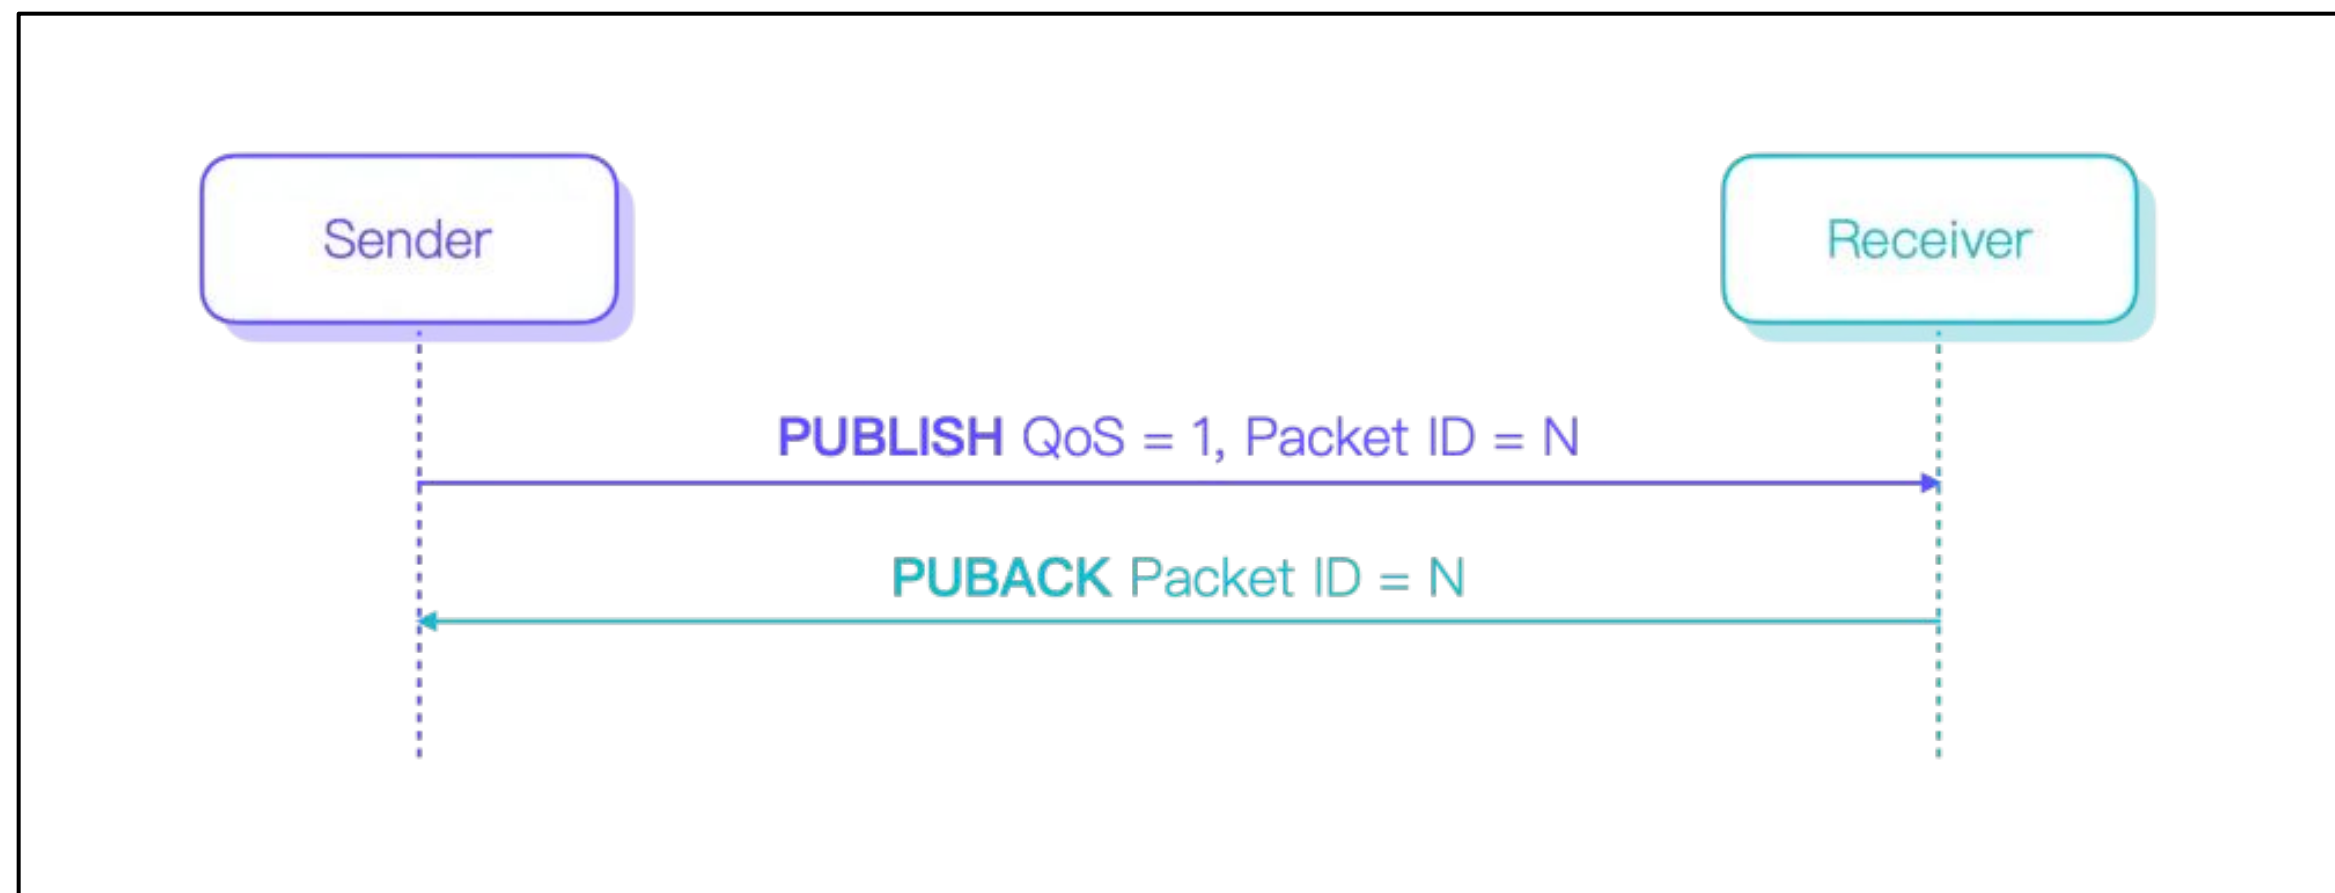 Sender
Receiver
PUBLISH QoS = 1, Packet ID = N
PUBACK Packet ID = N